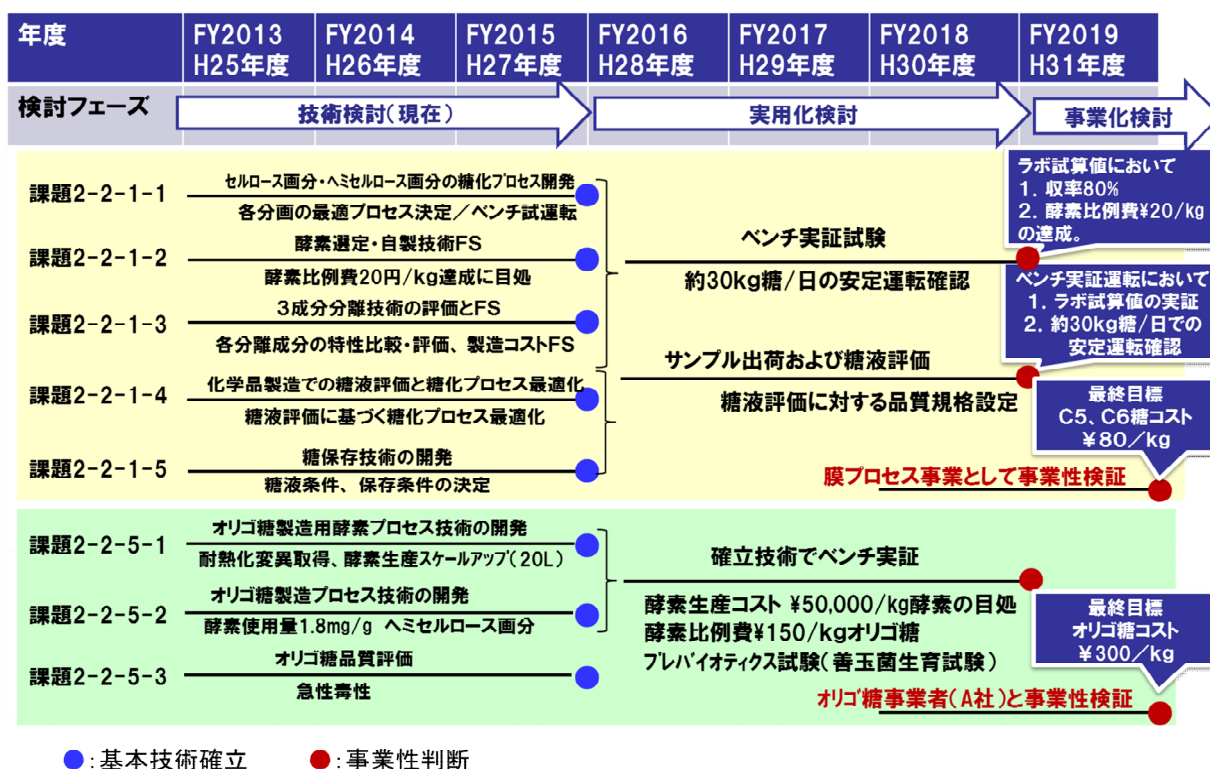 年度
FY2013
H25年度
FY2014
H26年度
FY2015
H27年度
FY2016
H28年度
FY2017
H29年度
FY2018
H30年度
FY2019
H31年度
検討フェーズ
技術検討(現在)
実用化検討
事業化検討
課題2-2-1-1
セルロース画分・ヘミセルロース画分の糖化プロセス開発
各分画の最適プロセス決定/ベンチ試運転
課題2-2-1-2
酵素選定・自製技術FS
酵素比例費20円/kg達成に目処
課題2-2-1-3
3成分分離技術の評価とFS
各分離成分の特性比較・評価、製造コストFS
課題2-2-1-4
化学品製造での糖液評価と糖化プロセス最適化
糖液評価に基づく糖化プロセス最適化
課題2-2-1-5
糖保存技術の開発
糖液条件、保存条件の決定
ベンチ実証試験
約30kg糖/日の安定運転確認
サンプル出荷および糖液評価
糖液評価に対する品質規格設定
膜プロセス事業として事業性検証
ラボ試算値において
1. 収率80%
2. 酵素比例費¥20/kg
の達成。
ベンチ実証運転において
1. ラボ試算値の実証
2. 約30kg糖/日での
安定運転確認
最終目標
C5、C6糖コスト
¥80/kg
課題2-2-5-1
オリゴ糖製造用酵素プロセス技術の開発
耐熱化変異取得、酵素生産スケールアップ(20L)
課題2-2-5-2
オリゴ糖製造プロセス技術の開発
酵素使用量1.8mg/g ヘミセルロース画分
課題2-2-5-3
オリゴ糖品質評価
急性毒性
確立技術でベンチ実証
酵素生産コスト ¥50,000/kg酵素の目処
酵素比例費¥150/kgオリゴ糖
プレバイオティクス試験(善玉菌生育試験)
オリゴ糖事業者(A社)と事業性検証
最終目標
オリゴ糖コスト
¥300/kg
:基本技術確立
:事業性判断